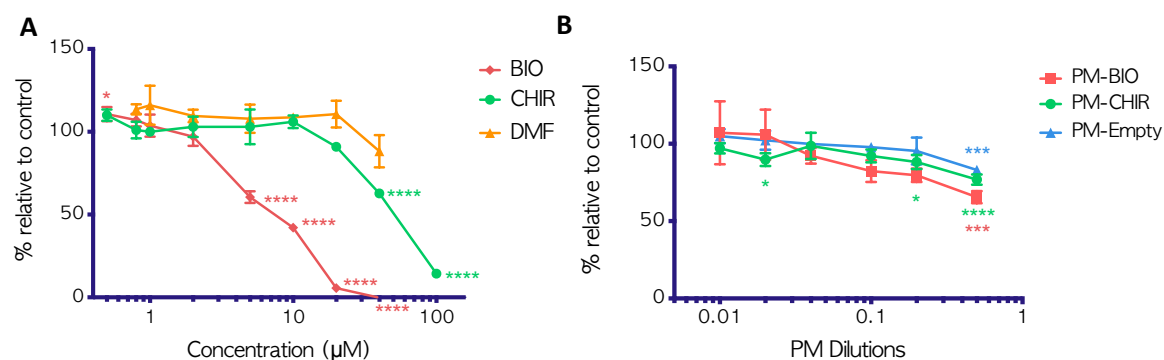 A
% relative to control
150
100
50
0
*
****
****
****
****
****
****
1
10
100
Concentration (µM)
BIO
CHIR
DMF
B
% relative to control
150
100
50
0
*
*
***
****
***
0.01
0.1
1
PM Dilutions
PM-BIO
PM-CHIR
PM-Empty